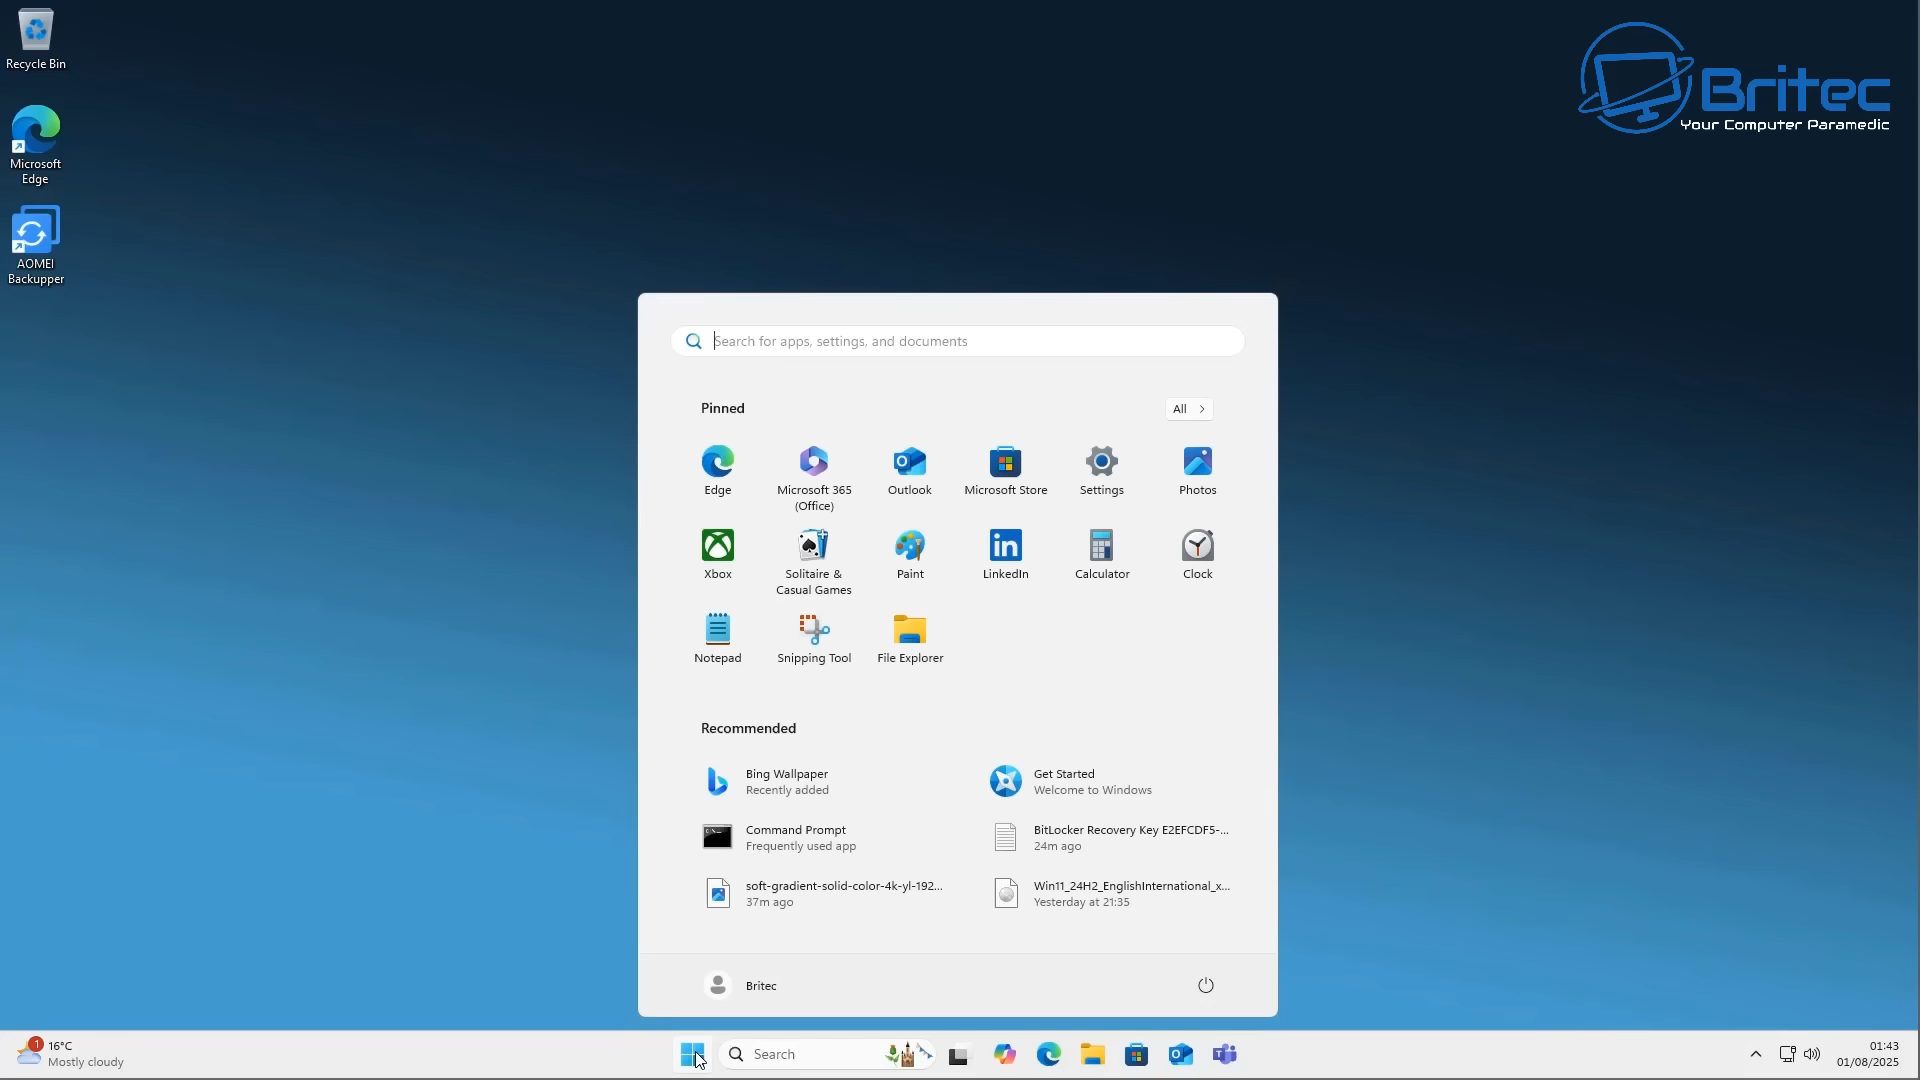 Recycle Bin
Microsoft
Edge
AOMEI
Backupper
Britec
Your Computer Paramedic
Search for apps, settings, and documents
Pinned
All
Edge
Microsoft 365
(Office)
Outlook
Microsoft Store
Settings
Photos
Xbox
Solitaire &
Casual Games
Paint
LinkedIn
Calculator
Clock
Notepad
Snipping Tool
File Explorer
Recommended
Bing Wallpaper
Recently added
Get Started
Welcome to Windows
Command Prompt
Frequently used app
BitLocker Recovery Key E2EFCDF5-...
24m ago
soft-gradient-solid-color-4k-yl-192...
37m ago
Win11_24H2_EnglishInternational_x...
Yesterday at 21:35
Britec
1
16°C
Mostly cloudy
Search
01:43
01/08/2025